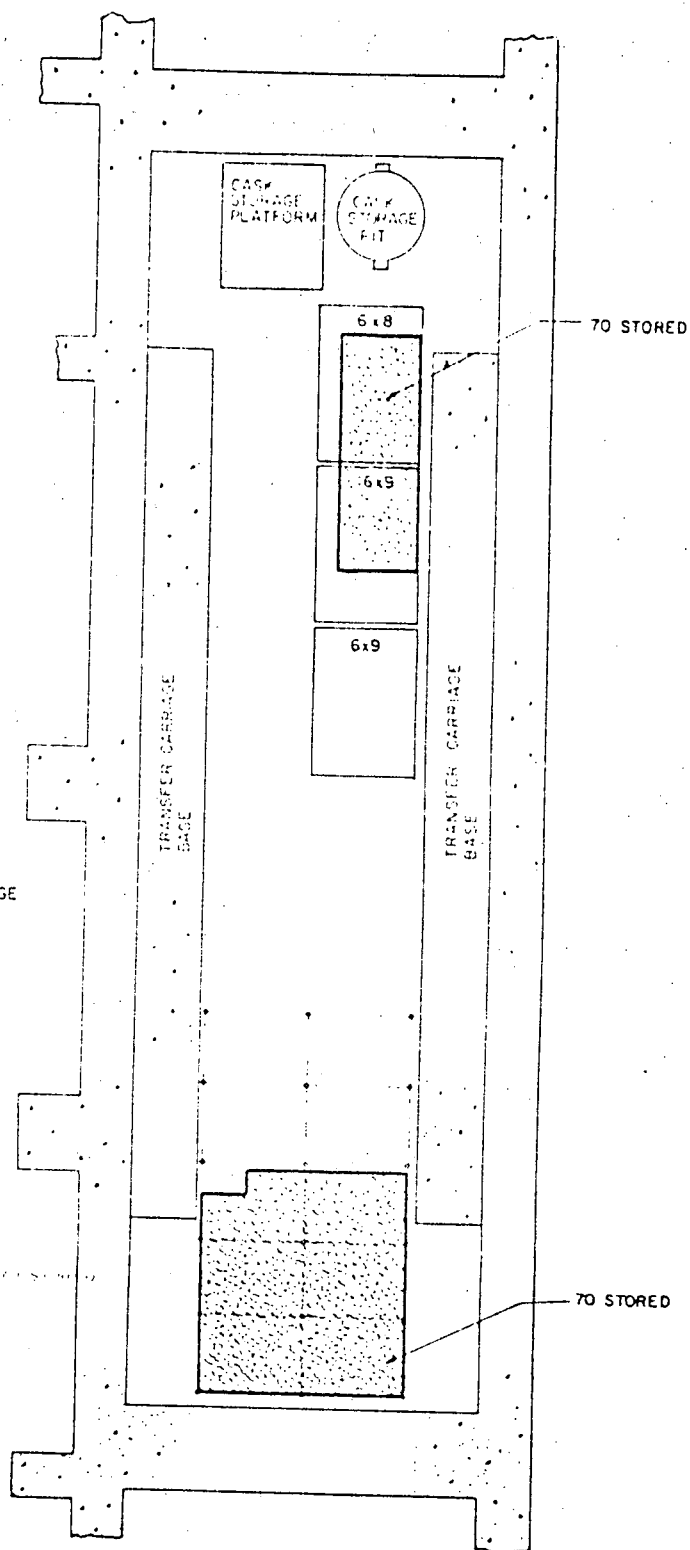 CASK
STORAGE
PLATFORM
CASK
STORAGE
PIT
6x8
70 STORED
6x9
6x9
TRANSFER CARRIAGE
BASE
TRANSFER CARRIAGE
BASE
70 STORED